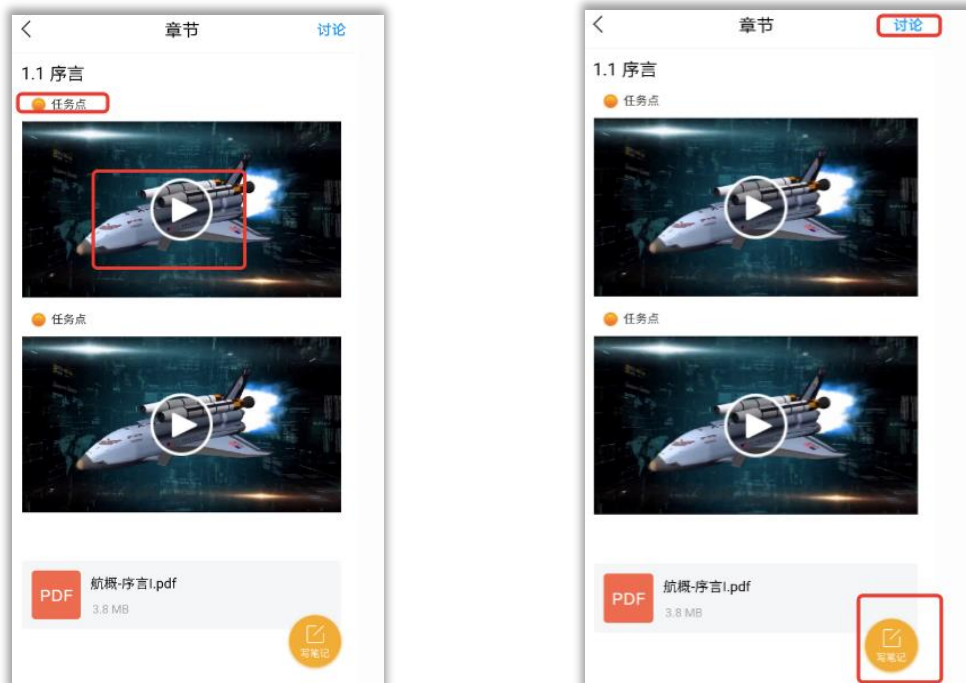 章节
讨论
1.1 序言
任务点
任务点
PDF
航概-序言I.pdf
3.8 MB
写笔记
章节
讨论
1.1 序言
任务点
任务点
PDF
航概-序言I.pdf
3.8 MB
写笔记